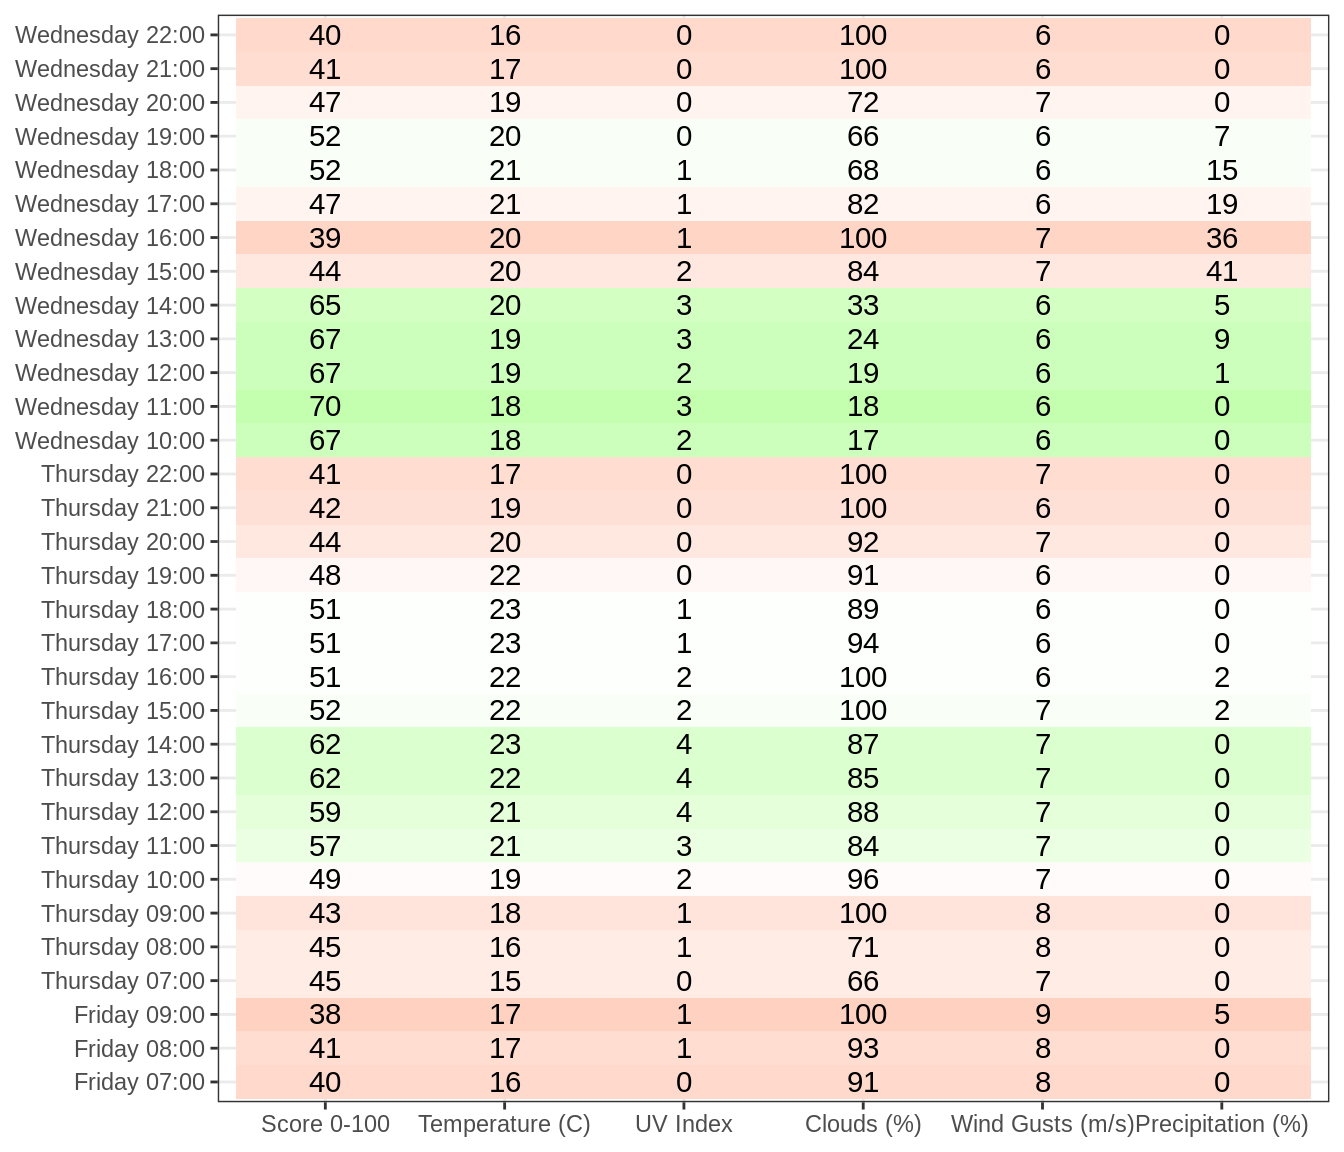 Wednesday 22:00 40 16 0 100 6 0
Wednesday 21:00 41 17 0 100 6 0
Wednesday 20:00 47 19 0 72 7 0
Wednesday 19:00 52 20 0 66 6 7
Wednesday 18:00 52 21 1 68 6 15
Wednesday 17:00 47 21 1 82 6 19
Wednesday 16:00 39 20 1 100 7 36
Wednesday 15:00 44 20 2 84 7 41
Wednesday 14:00 65 20 3 33 6 5
Wednesday 13:00 67 19 3 24 6 9
Wednesday 12:00 67 19 2 19 6 1
Wednesday 11:00 70 18 3 18 6 0
Wednesday 10:00 67 18 2 17 6 0
Thursday 22:00 41 17 0 100 7 0
Thursday 21:00 42 19 0 100 6 0
Thursday 20:00 44 20 0 92 7 0
Thursday 19:00 48 22 0 91 6 0
Thursday 18:00 51 23 1 89 6 0
Thursday 17:00 51 23 1 94 6 0
Thursday 16:00 51 22 2 100 6 2
Thursday 15:00 52 22 2 100 7 2
Thursday 14:00 62 23 4 87 7 0
Thursday 13:00 62 22 4 85 7 0
Thursday 12:00 59 21 4 88 7 0
Thursday 11:00 57 21 3 84 7 0
Thursday 10:00 49 19 2 96 7 0
Thursday 09:00 43 18 1 100 8 0
Thursday 08:00 45 16 1 71 8 0
Thursday 07:00 45 15 0 66 7 0
Friday 09:00 38 17 1 100 9 5
Friday 08:00 41 17 1 93 8 0
Friday 07:00 40 16 0 91 8 0
Score 0-100 Temperature (C) UV Index Clouds (%) Wind Gusts (m/s) Precipitation (%)